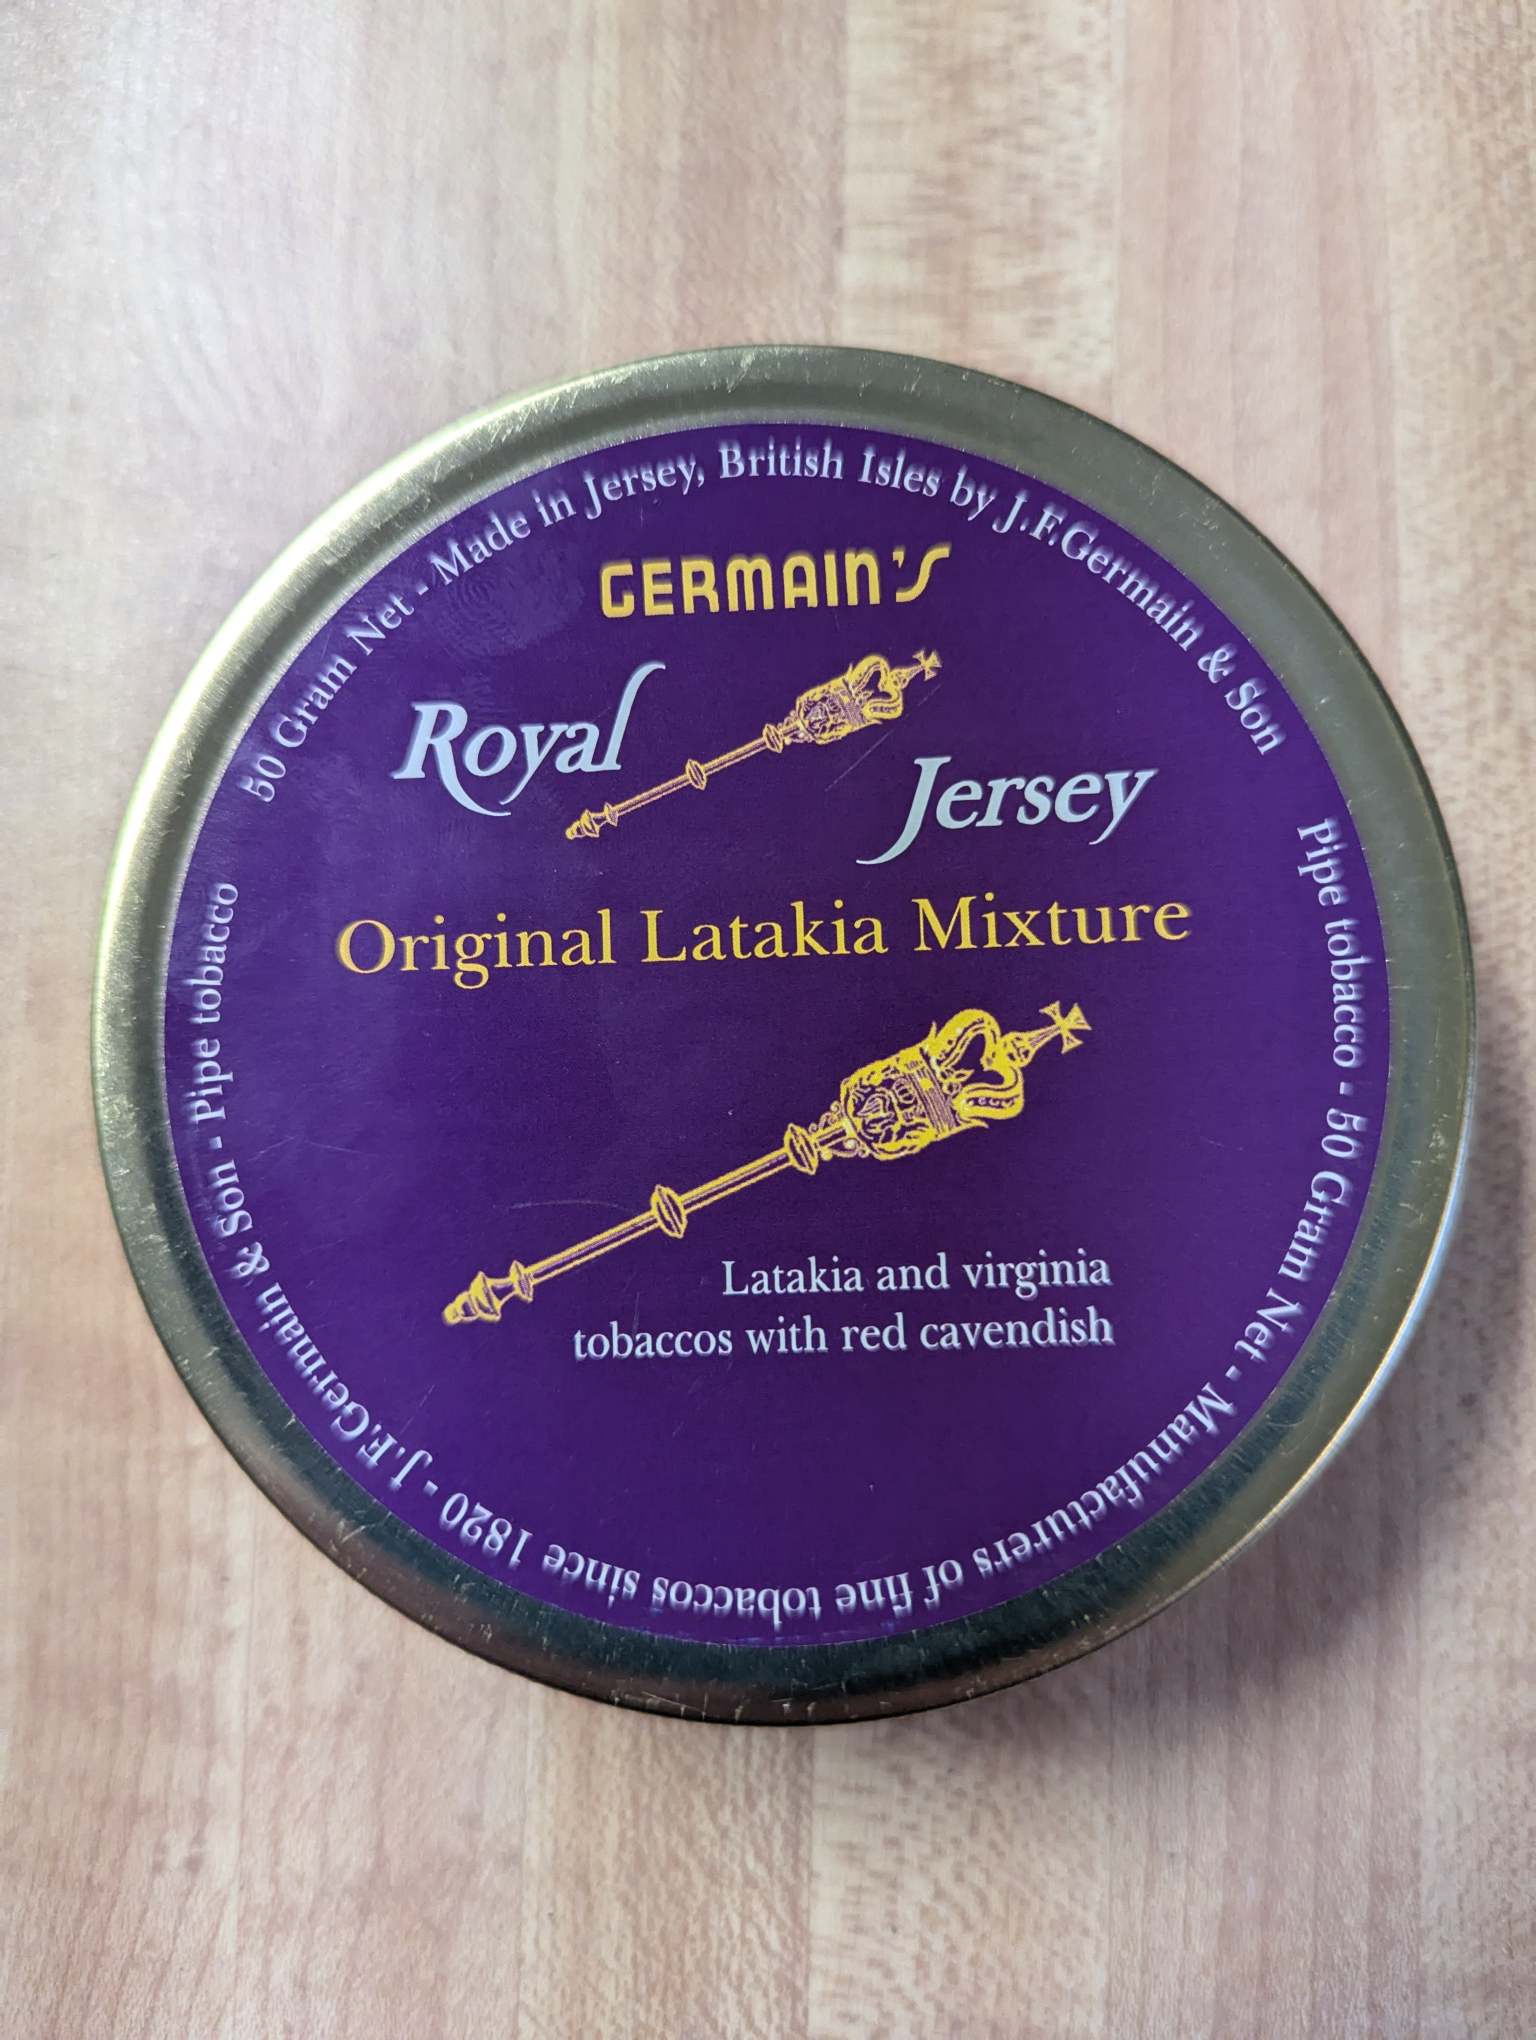 50 Gram Net - Made in Jersey, British Isles by J.F.Germain & Son
GERMAIN'S
Royal
Jersey
Original Latakia Mixture
Latakia and virginia
tobaccos with red cavendish
Pipe tobacco - 50 Gram Net - Manufacturers of fine tobaccos since 1820 - J.F.Germain & Son - Pipe tobacco